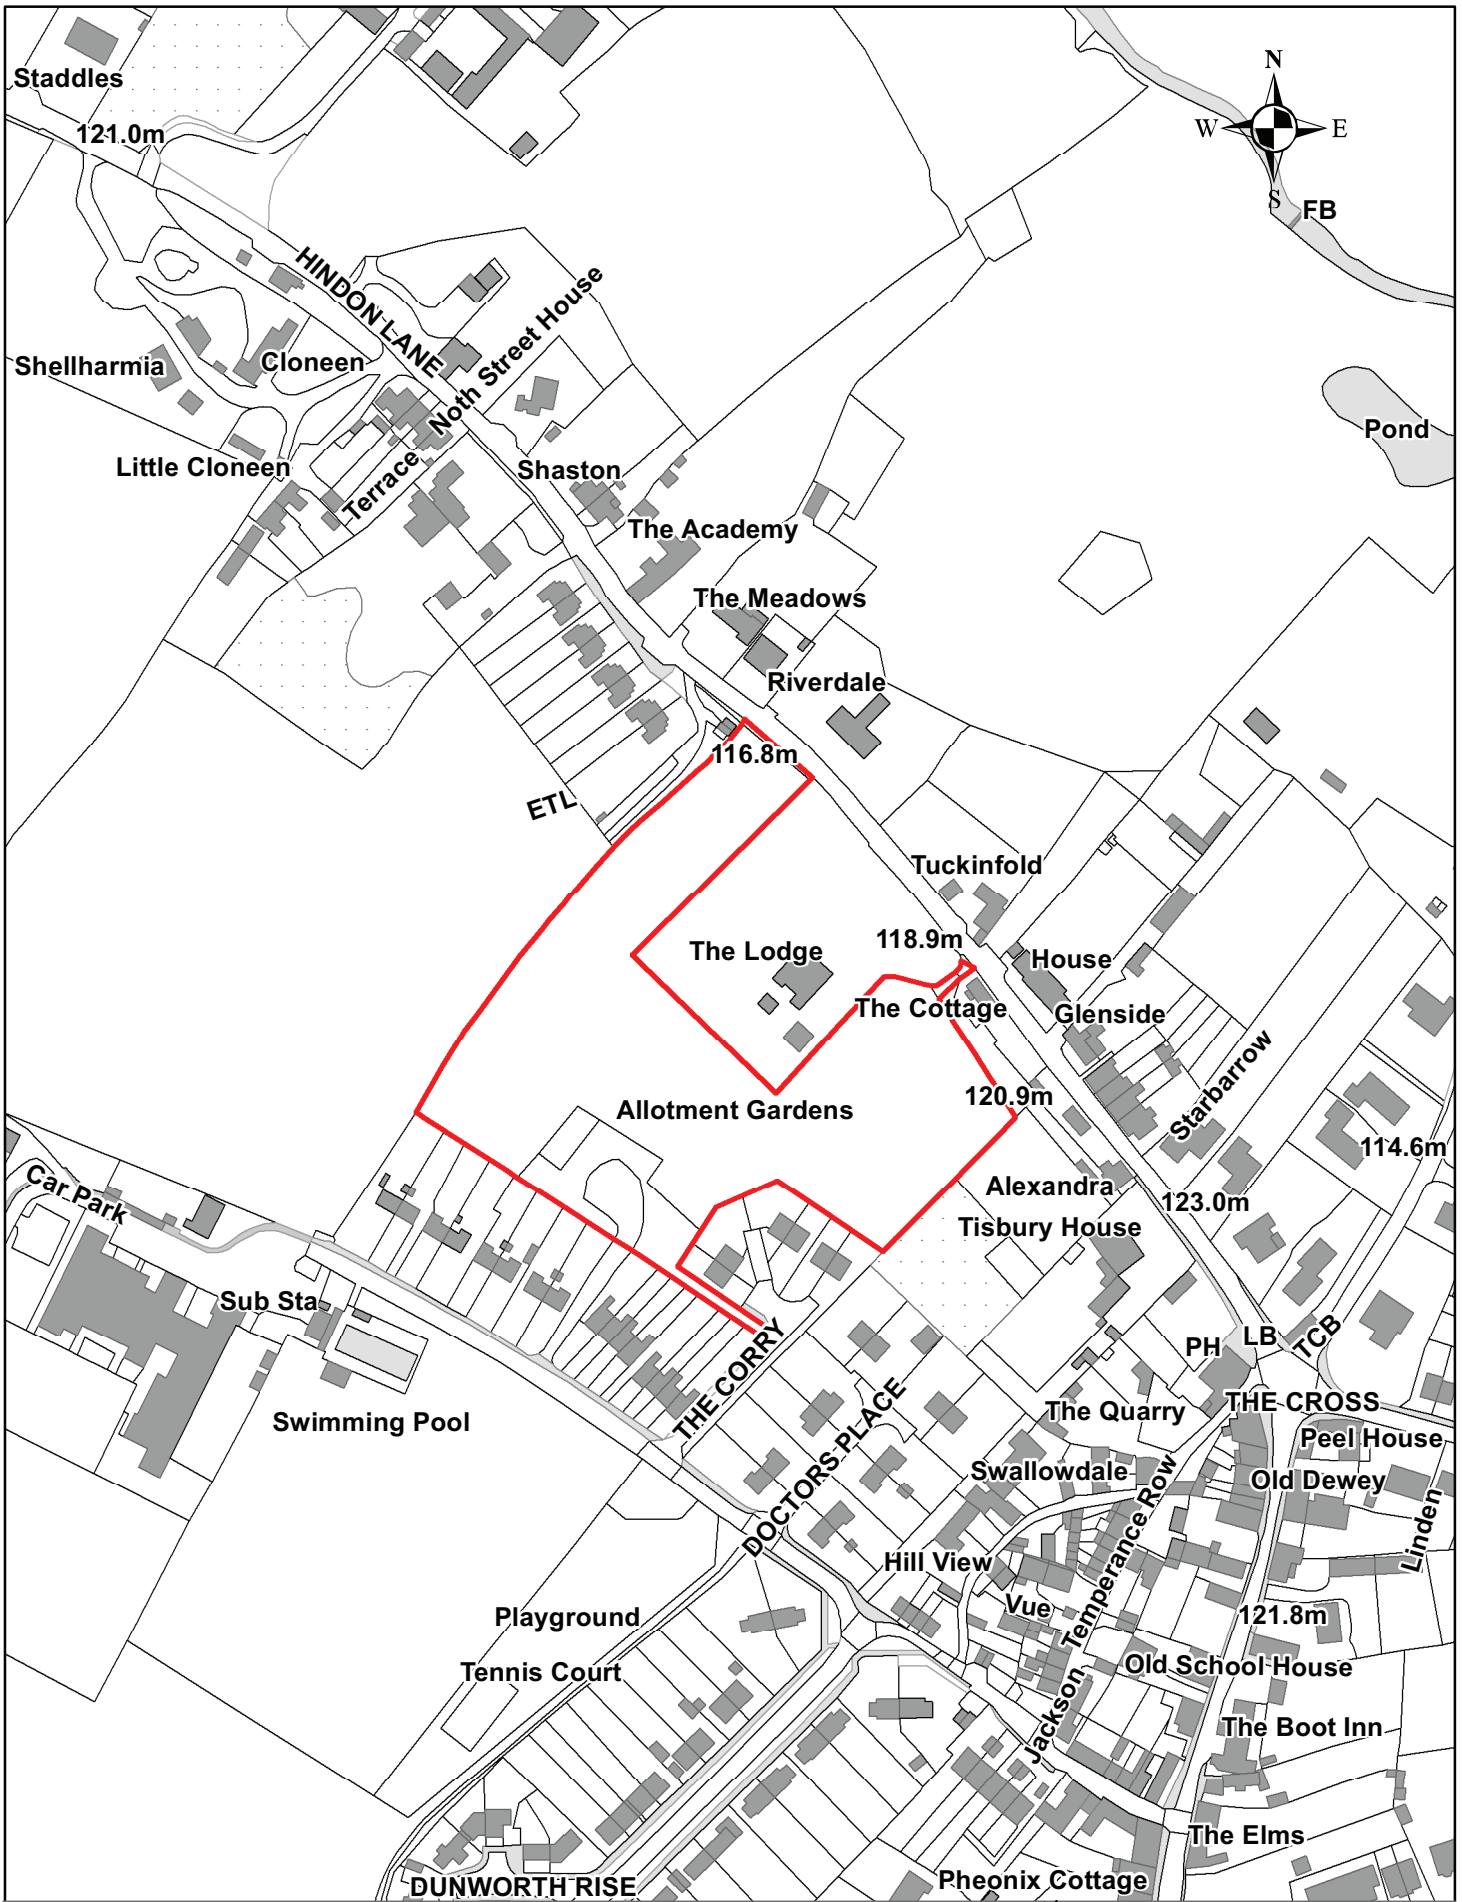 N
W
E
S
Staddles
121.0m
FB
HINDON LANE
Noth Street House
Shellharmia
Cloneen
Pond
Little Cloneen
Terrace
Shaston
The Academy
The Meadows
Riverdale
116.8m
ETL
Tuckinfold
118.9m
The Lodge
House
The Cottage
Glenside
Starbarrow
120.9m
Allotment Gardens
114.6m
Car Park
Alexandra
123.0m
Tisbury House
Sub Sta
PH
LB
TCB
THE CORRY
DOCTORS PLACE
THE CROSS
The Quarry
Swimming Pool
Peel House
Swallowdale
Old Dewey
Temperance Row
Linden
Hill View
Vue
Playground
121.8m
Tennis Court
Old School House
Jackson
The Boot Inn
The Elms
Pheonix Cottage
DUNWORTH RISE